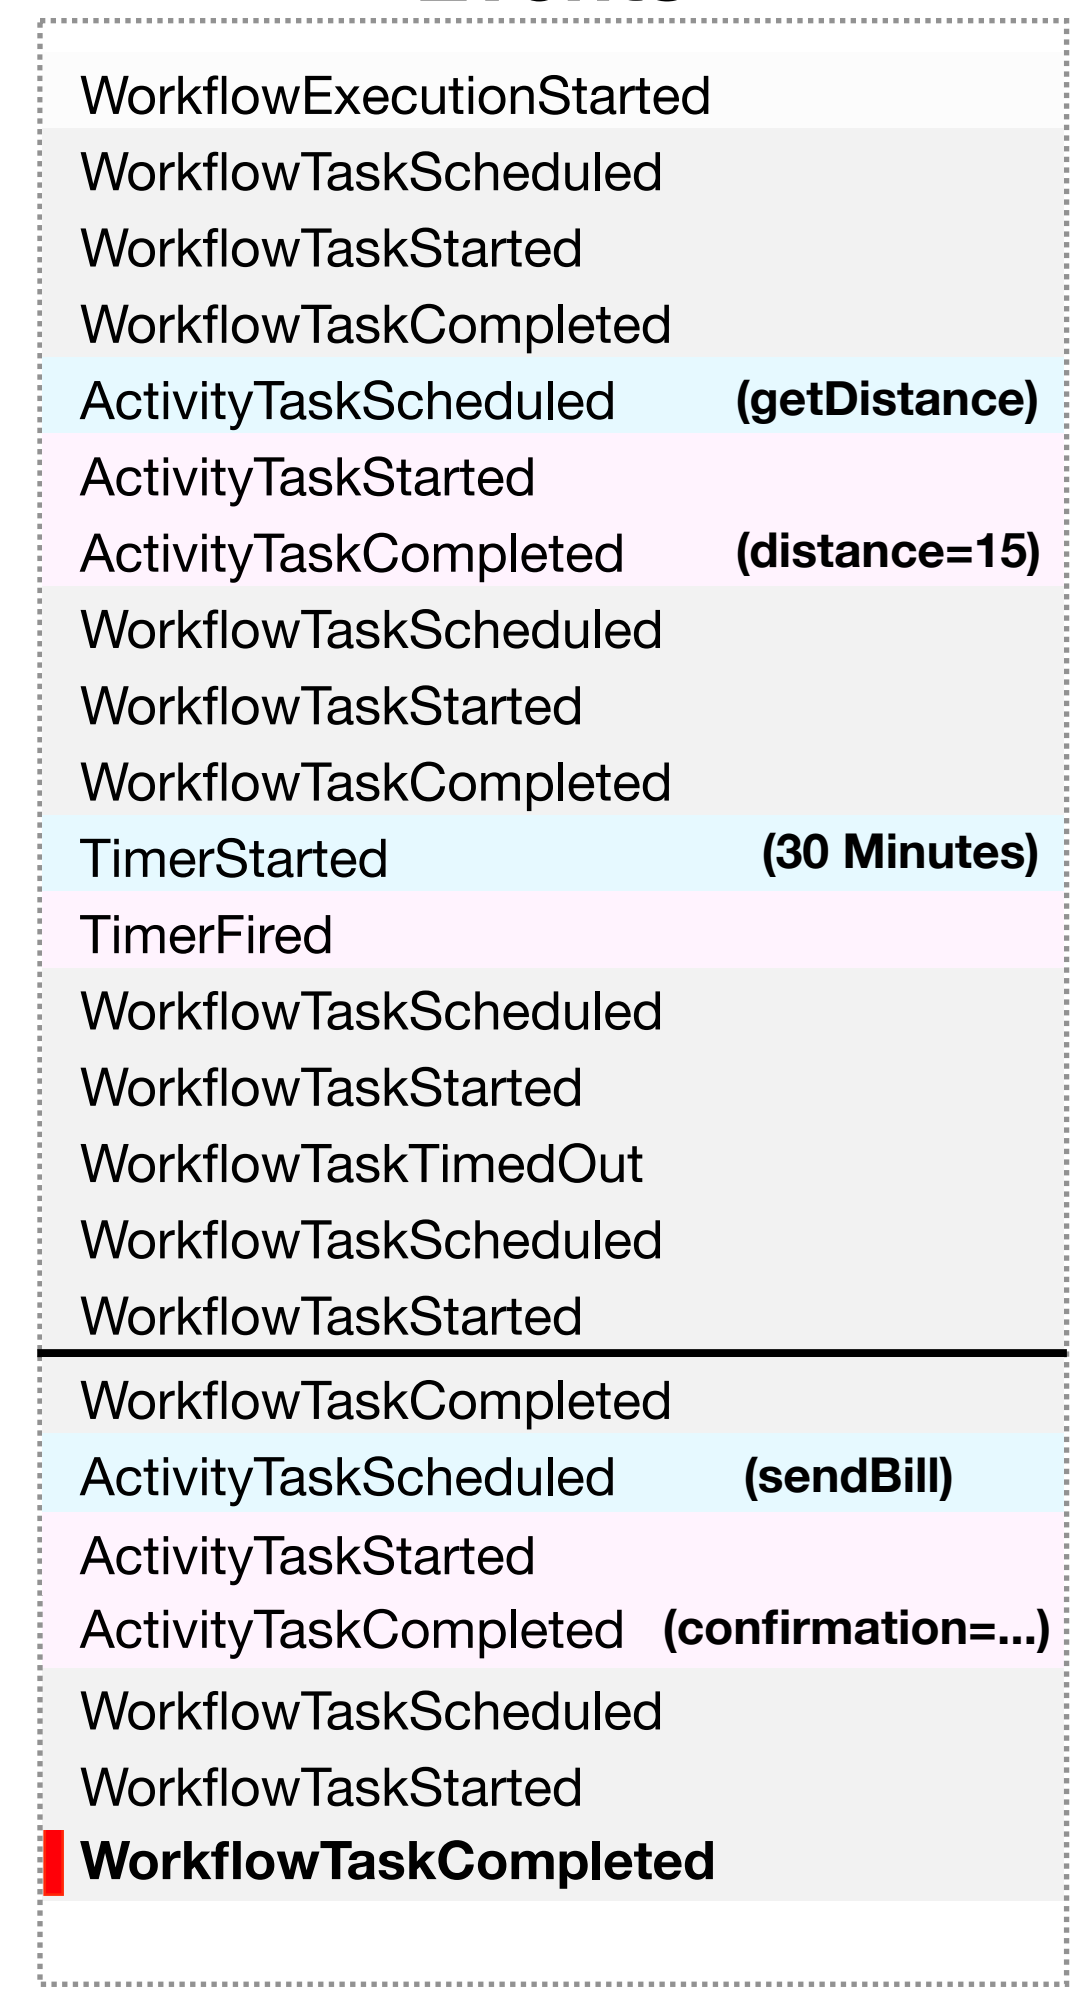 WorkflowExecutionStarted
WorkflowTaskScheduled
WorkflowTaskStarted
WorkflowTaskCompleted
ActivityTaskScheduled (getDistance)
ActivityTaskStarted
ActivityTaskCompleted (distance=15)
WorkflowTaskScheduled
WorkflowTaskStarted
WorkflowTaskCompleted
TimerStarted (30 Minutes)
TimerFired
WorkflowTaskScheduled
WorkflowTaskStarted
WorkflowTaskTimedOut
WorkflowTaskScheduled
WorkflowTaskStarted
WorkflowTaskCompleted
ActivityTaskScheduled (sendBill)
ActivityTaskStarted
ActivityTaskCompleted (confirmation=...)
WorkflowTaskScheduled
WorkflowTaskStarted
WorkflowTaskCompleted